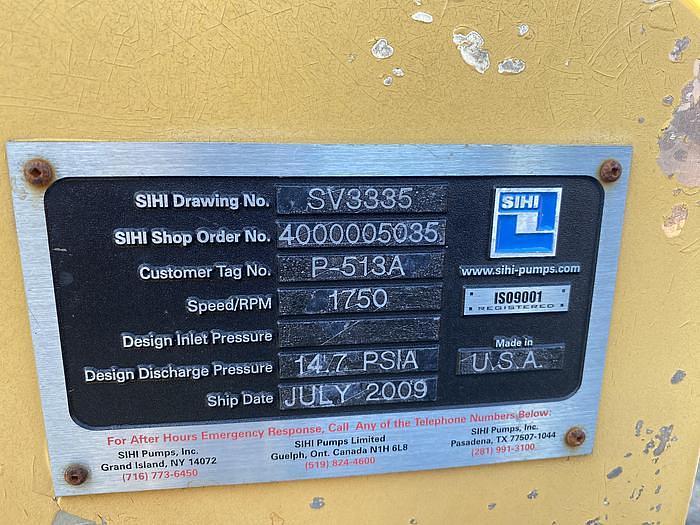 SIHI Drawing No. SV3335
SIHI Shop Order No. 4000005035
Customer Tag No. P-513A
Speed/RPM 1750
Design Inlet Pressure
Design Discharge Pressure 14.7 PSIA
Ship Date JULY 2009
SIHI
www.sihi-pumps.com
ISO9001
REGISTERED
Made in
U.S.A.
For After Hours Emergency Response, Call Any of the Telephone Numbers Below:
SIHI Pumps, Inc.
Grand Island, NY 14072
(716) 773-6450
SIHI Pumps Limited
Guelph, Ont. Canada N1H 6L8
(519) 824-4600
SIHI Pumps, Inc.
Pasadena, TX 77507-1044
(281) 991-3100